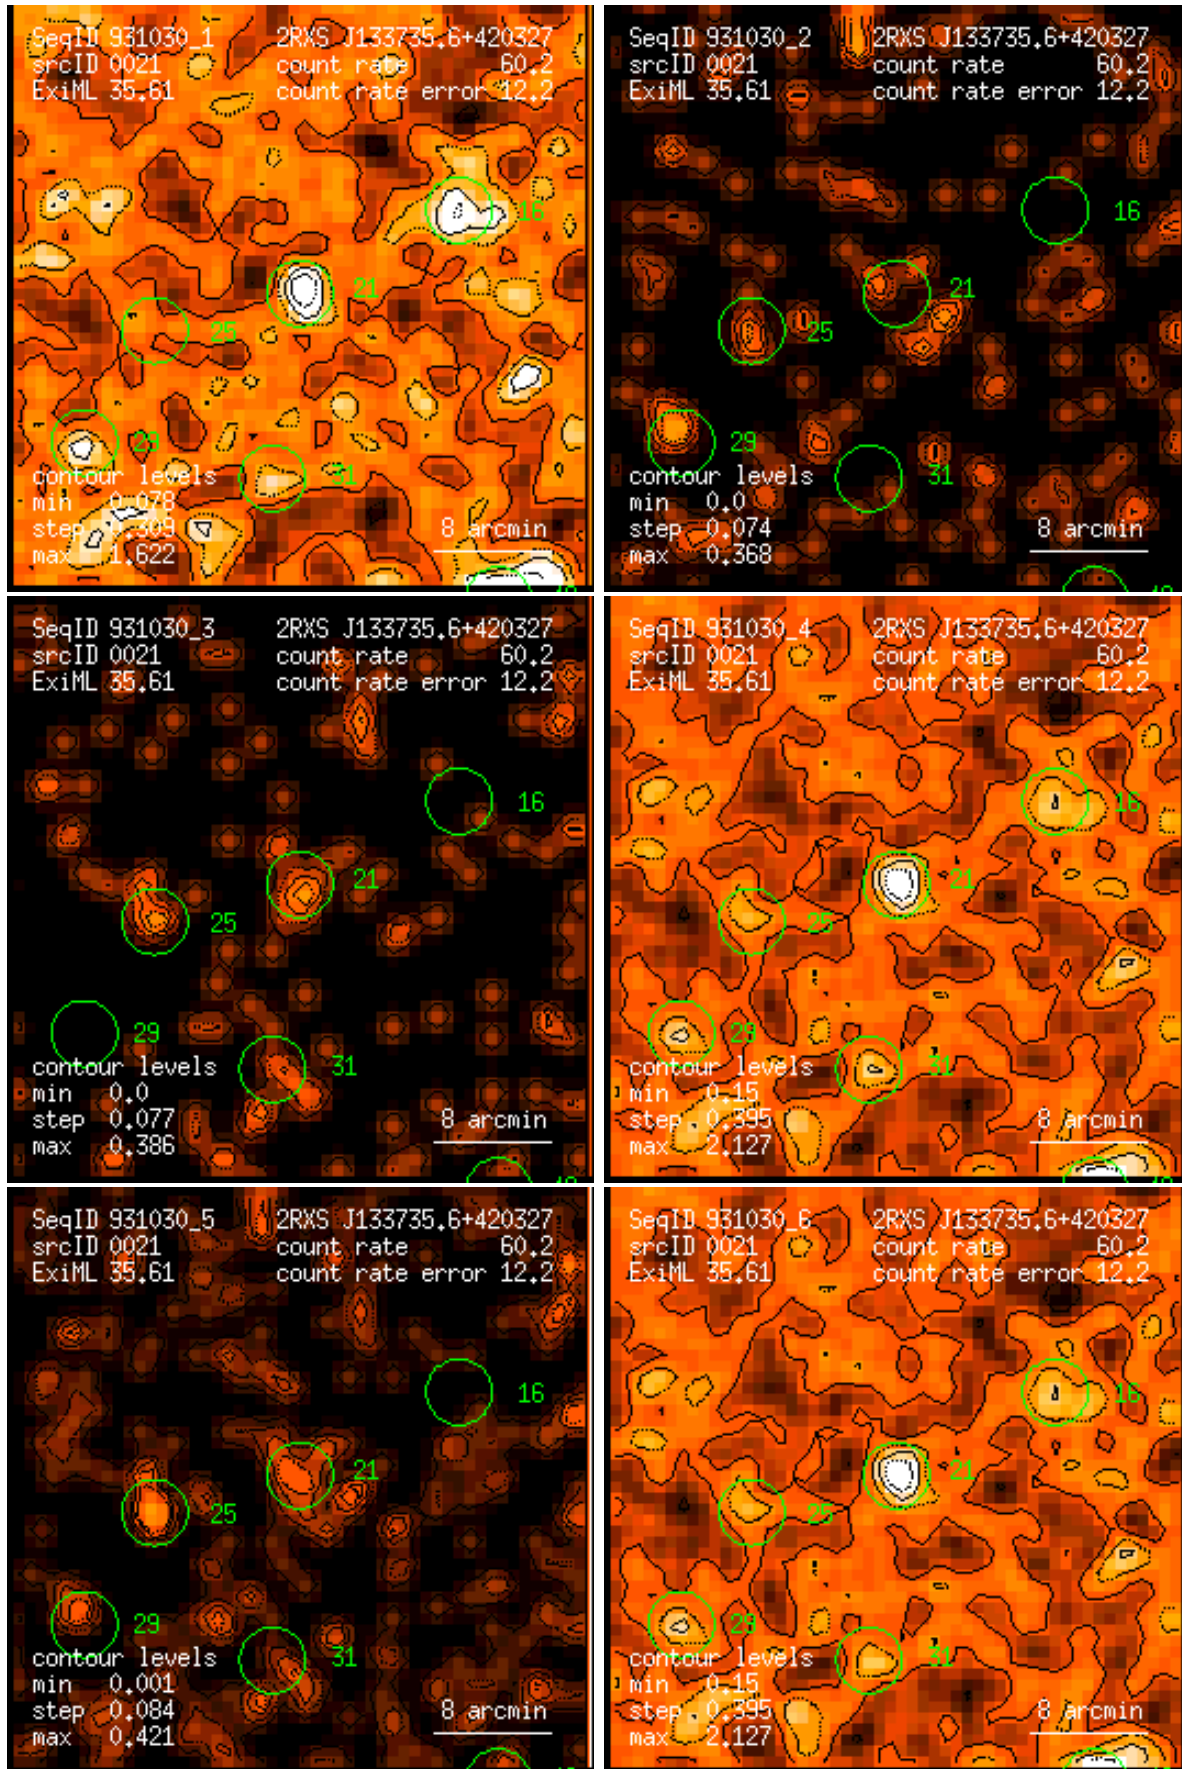 SeqID 931030_1 2RXS J133735.6+420327
srcID 0021 count rate 60.2
ExiML 35.61 count rate error 12.2
16
21
25
29
31
contour levels
min 0.078
step 0.309
max 1.622
8 arcmin
SeqID 931030_2 2RXS J133735.6+420327
srcID 0021 count rate 60.2
ExiML 35.61 count rate error 12.2
16
21
25
29
31
contour levels
min 0.0
step 0.074
max 0.368
8 arcmin
SeqID 931030_3 2RXS J133735.6+420327
srcID 0021 count rate 60.2
ExiML 35.61 count rate error 12.2
16
21
25
29
31
contour levels
min 0.0
step 0.077
max 0.386
8 arcmin
SeqID 931030_4 2RXS J133735.6+420327
srcID 0021 count rate 60.2
ExiML 35.61 count rate error 12.2
16
21
25
29
31
contour levels
min 0.15
step 0.395
max 2.127
8 arcmin
SeqID 931030_5 2RXS J133735.6+420327
srcID 0021 count rate 60.2
ExiML 35.61 count rate error 12.2
16
21
25
29
31
contour levels
min 0.001
step 0.084
max 0.421
8 arcmin
SeqID 931030_6 2RXS J133735.6+420327
srcID 0021 count rate 60.2
ExiML 35.61 count rate error 12.2
16
21
25
29
31
contour levels
min 0.15
step 0.395
max 2.127
8 arcmin